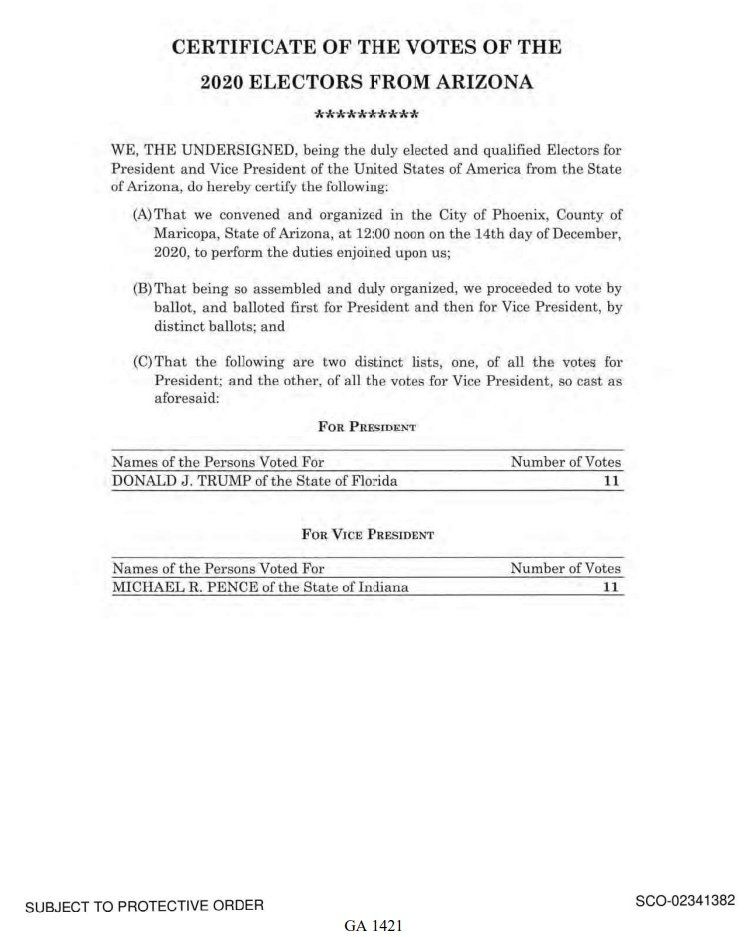 CERTIFICATE OF THE VOTES OF THE
2020 ELECTORS FROM ARIZONA
**********
WE, THE UNDERSIGNED, being the duly elected and qualified Electors for
President and Vice President of the United States of America from the State
of Arizona, do hereby certify the following:
(A) That we convened and organized in the City of Phoenix, County of
Maricopa, State of Arizona, at 12:00 noon on the 14th day of December,
2020, to perform the duties enjoined upon us;
(B) That being so assembled and duly organized, we proceeded to vote by
ballot, and balloted first for President and then for Vice President, by
distinct ballots; and
(C) That the following are two distinct lists, one, of all the votes for
President; and the other, of all the votes for Vice President, so cast as
aforesaid:
FOR PRESIDENT
Names of the Persons Voted For Number of Votes
DONALD J. TRUMP of the State of Florida 11
FOR VICE PRESIDENT
Names of the Persons Voted For Number of Votes
MICHAEL R. PENCE of the State of Indiana 11
SUBJECT TO PROTECTIVE ORDER SCO-02341382
GA 1421